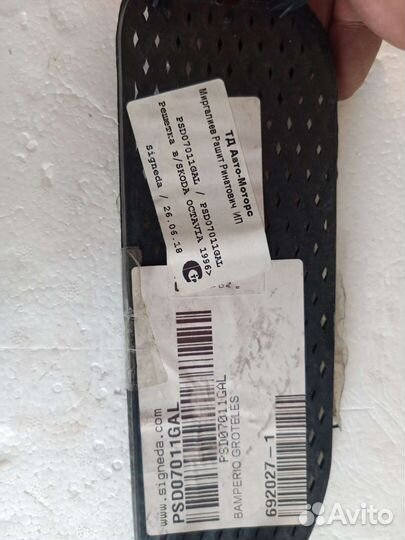 ТД Авто-Моторс
Миргалиев Рашит Ринатович ИП
PSD07011GAL / PSD07011GAL
Решетка в/SKODA OCTAVIA 1996>
Signeda / 26.06.18
www.signeda.com
PSD07011GAL
PSD07011GAL
BAMPERIO GROTELES
692027-1
Avito